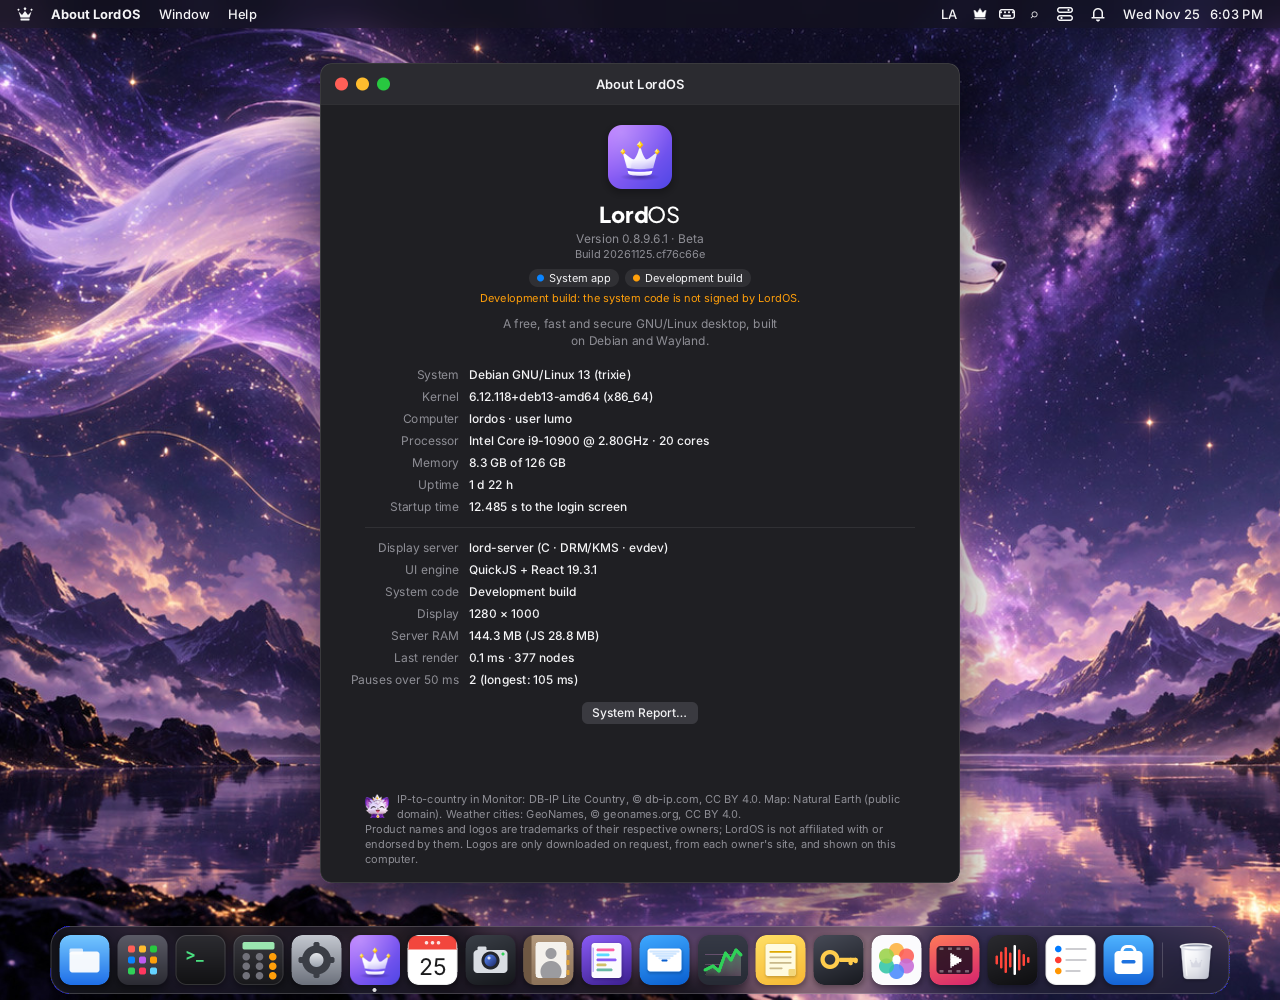 About LordOS Window Help LA Wed Nov 25 6:03 PM
About LordOS
LordOS
Version 0.8.9.6.1 · Beta
Build 20261125.cf76c66e
System app Development build
Development build: the system code is not signed by LordOS.
A free, fast and secure GNU/Linux desktop, built
on Debian and Wayland.
System Debian GNU/Linux 13 (trixie)
Kernel 6.12.118+deb13-amd64 (x86_64)
Computer lordos · user lumo
Processor Intel Core i9-10900 @ 2.80GHz · 20 cores
Memory 8.3 GB of 126 GB
Uptime 1 d 22 h
Startup time 12.485 s to the login screen
Display server lord-server (C · DRM/KMS · evdev)
UI engine QuickJS + React 19.3.1
System code Development build
Display 1280 × 1000
Server RAM 144.3 MB (JS 28.8 MB)
Last render 0.1 ms · 377 nodes
Pauses over 50 ms 2 (longest: 105 ms)
System Report...
IP-to-country in Monitor: DB-IP Lite Country, © db-ip.com, CC BY 4.0. Map: Natural Earth (public
domain). Weather cities: GeoNames, © geonames.org, CC BY 4.0.
Product names and logos are trademarks of their respective owners; LordOS is not affiliated with or
endorsed by them. Logos are only downloaded on request, from each owner's site, and shown on this
computer.
>_
25